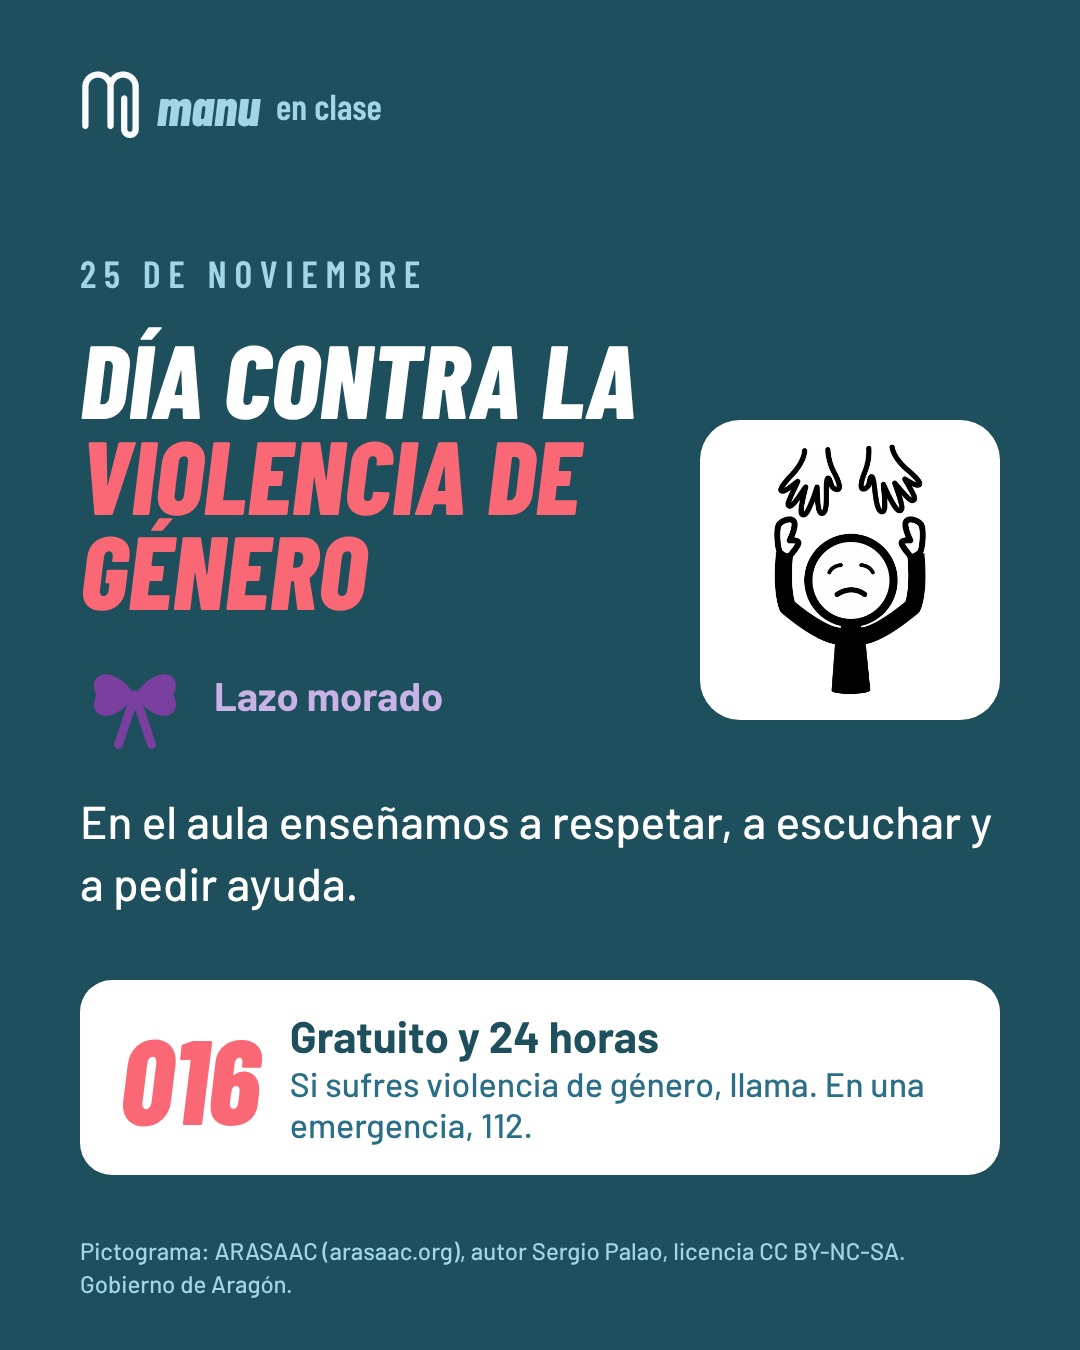 manu en clase
25 DE NOVIEMBRE
DÍA CONTRA LA
VIOLENCIA DE
GÉNERO
Lazo morado
En el aula enseñamos a respetar, a escuchar y
a pedir ayuda.
016
Gratuito y 24 horas
Si sufres violencia de género, llama. En una
emergencia, 112.
Pictograma: ARASAAC (arasaac.org), autor Sergio Palao, licencia CC BY-NC-SA.
Gobierno de Aragón.